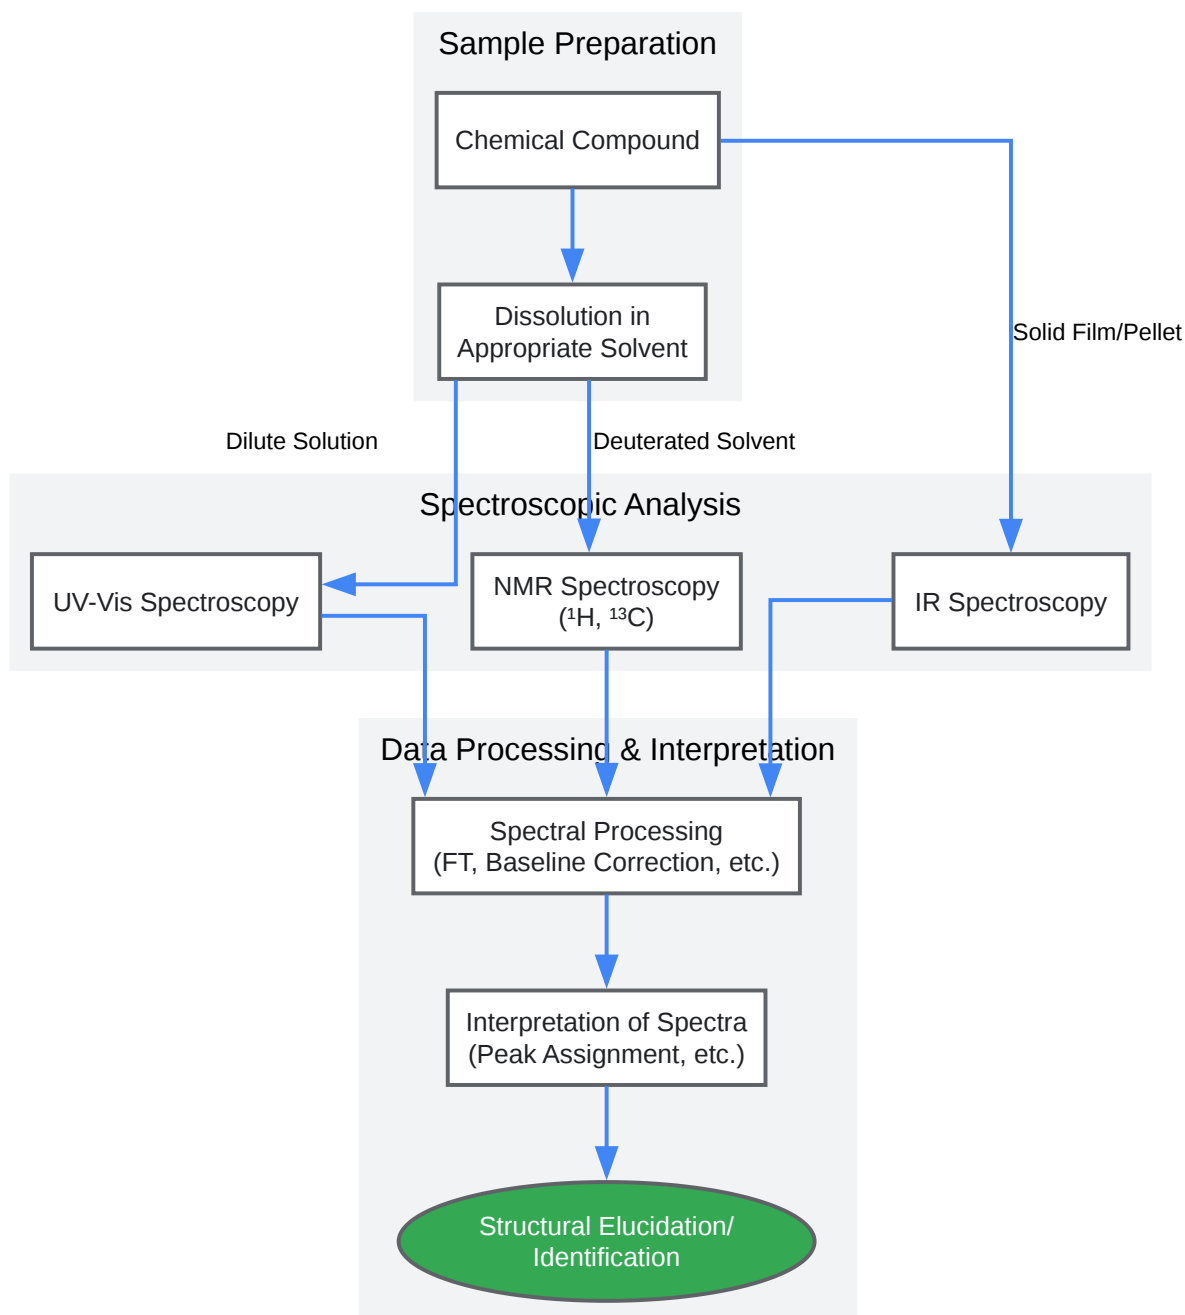 Sample Preparation
Chemical Compound
Dissolution in
Appropriate Solvent
Solid Film/Pellet
Dilute Solution
Deuterated Solvent
Spectroscopic Analysis
UV-Vis Spectroscopy
NMR Spectroscopy
(¹H, ¹³C)
IR Spectroscopy
Data Processing & Interpretation
Spectral Processing
(FT, Baseline Correction, etc.)
Interpretation of Spectra
(Peak Assignment, etc.)
Structural Elucidation/
Identification